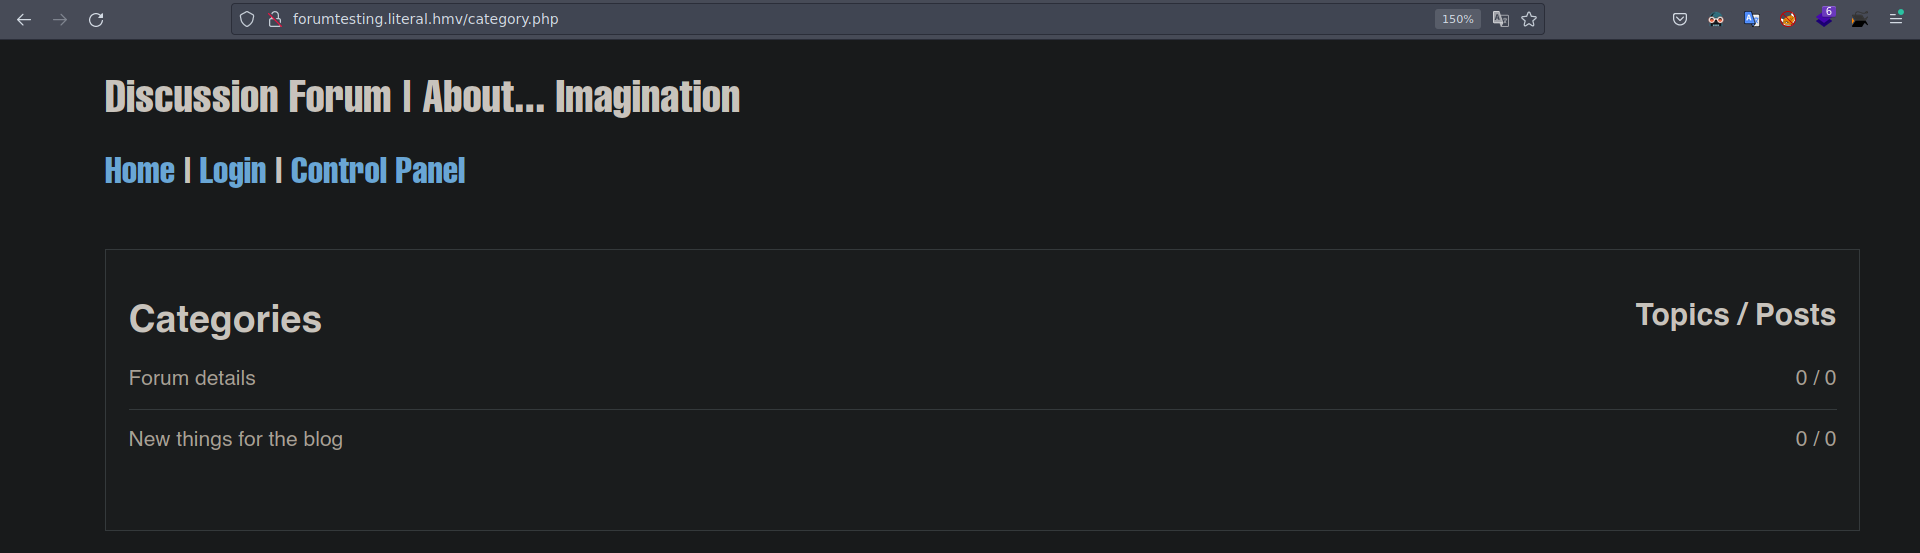 forumtesting.literal.hmv/category.php
150%
6
Discussion Forum | About... Imagination
Home | Login | Control Panel
Categories
Topics / Posts
Forum details
0 / 0
New things for the blog
0 / 0